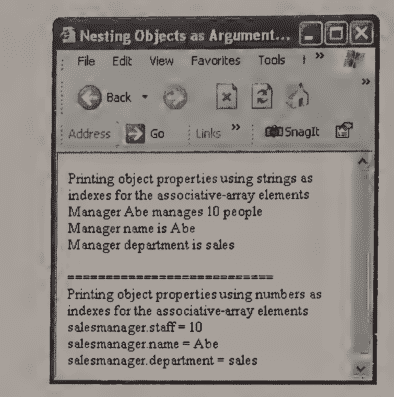 Nesting Objects as Argument...
File Edit View Favorites Tools »
Back »
Address Go Links » SnagIt
Printing object properties using strings as
indexes for the associative-array elements
Manager Abe manages 10 people
Manager name is Abe
Manager department is sales
===========================
Printing object properties using numbers as
indexes for the associative-array elements
salesmanager.staff = 10
salesmanager.name = Abe
salesmanager.department = sales